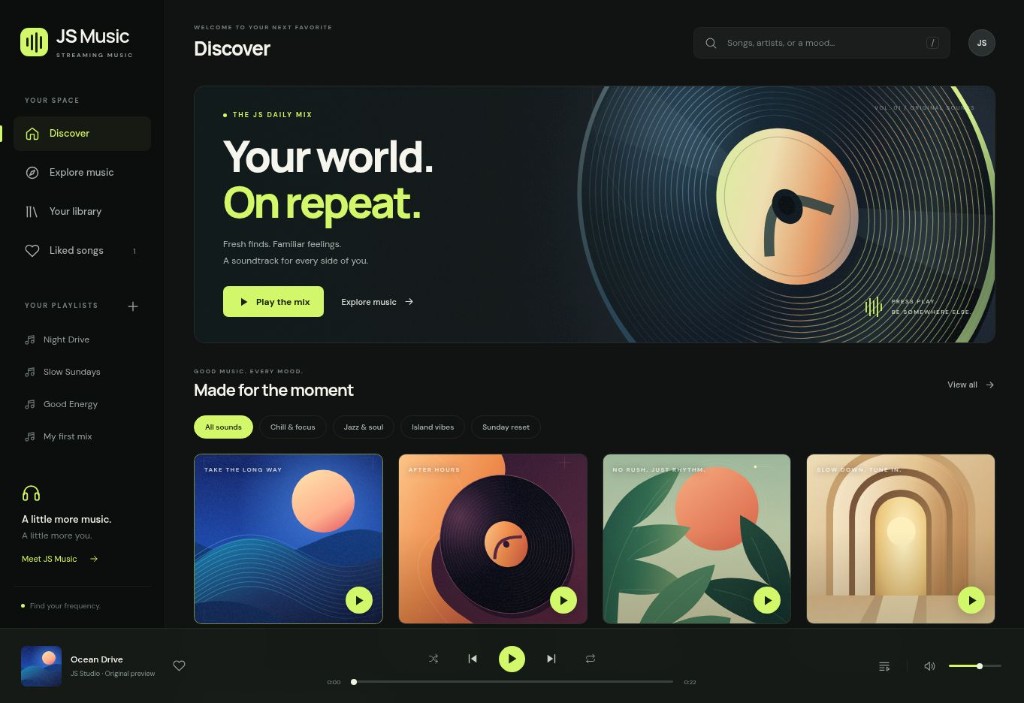 JS Music
STREAMING MUSIC
YOUR SPACE
Discover
Explore music
Your library
Liked songs
1
YOUR PLAYLISTS
Night Drive
Slow Sundays
Good Energy
My first mix
A little more music.
A little more you.
Meet JS Music
Find your frequency.
WELCOME TO YOUR NEXT FAVORITE
Discover
Songs, artists, or a mood...
/
JS
THE JS DAILY MIX
Your world.
On repeat.
Fresh finds. Familiar feelings.
A soundtrack for every side of you.
Play the mix
Explore music
VOL. 01 / ORIGINAL SOUNDS
PRESS PLAY.
BE SOMEWHERE ELSE.
GOOD MUSIC. EVERY MOOD.
Made for the moment
View all
All sounds
Chill & focus
Jazz & soul
Island vibes
Sunday reset
TAKE THE LONG WAY
AFTER HOURS
NO RUSH, JUST RHYTHM.
SLOW DOWN. TUNE IN.
Ocean Drive
JS Studio · Original preview
0:00
0:32